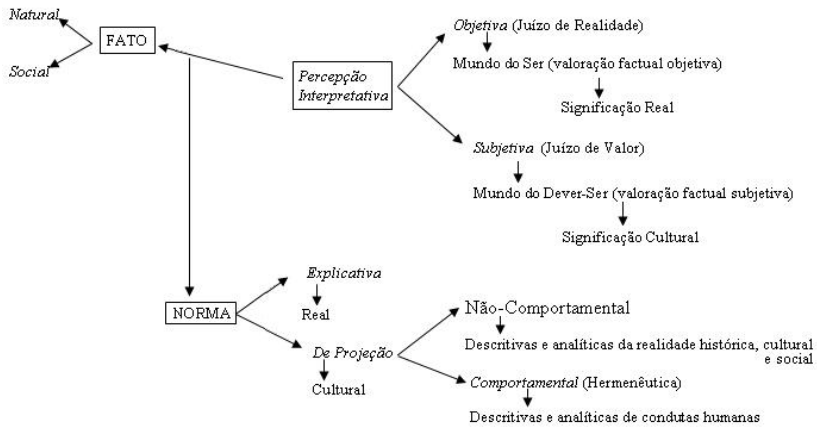 Natural
FATO
Social
Percepção
Interpretativa
Objetiva (Juízo de Realidade)
Mundo do Ser (valoração factual objetiva)
Significação Real
Subjetiva (Juízo de Valor)
Mundo do Dever-Ser (valoração factual subjetiva)
Significação Cultural
NORMA
Explicativa
Real
De Projeção
Cultural
Não-Comportamental
Descritivas e analíticas da realidade histórica, cultural
e social
Comportamental (Hermenêutica)
Descritivas e analíticas de condutas humanas